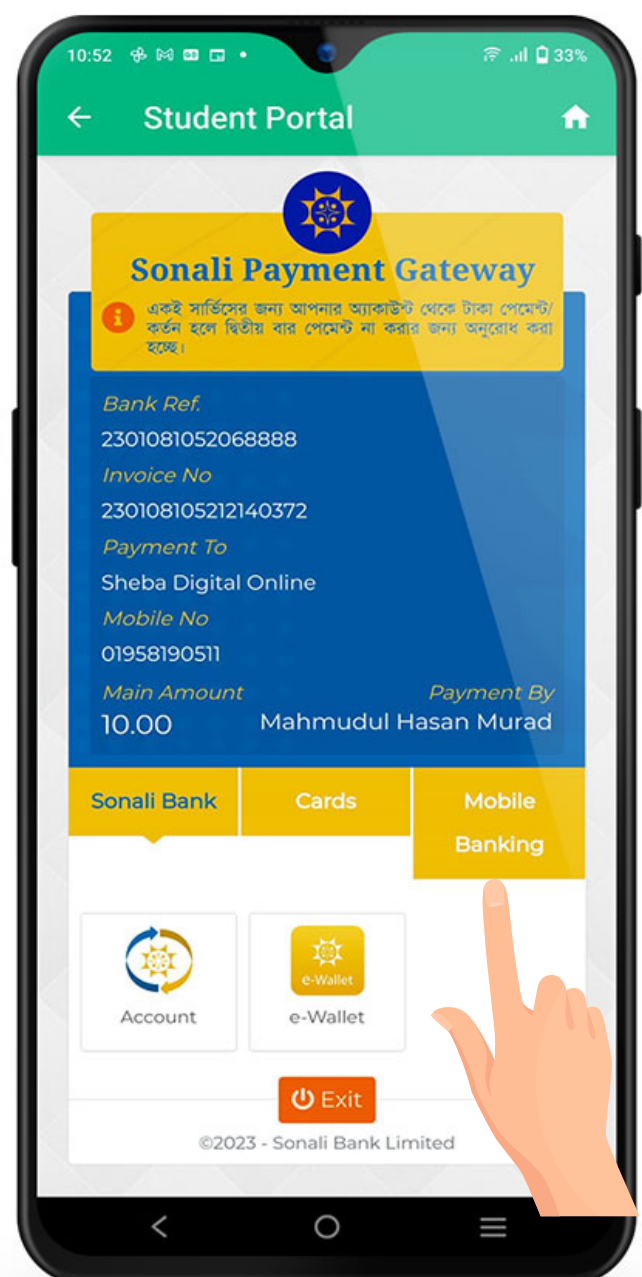 10:52
33%
Student Portal
Sonali Payment Gateway
একই সার্ভিসের জন্য আপনার অ্যাকাউন্ট থেকে টাকা পেমেন্ট/
কর্তন হলে দ্বিতীয় বার পেমেন্ট না করার জন্য অনুরোধ করা
হচ্ছে।
Bank Ref.
2301081052068888
Invoice No
230108105212140372
Payment To
Sheba Digital Online
Mobile No
01958190511
Main Amount Payment By
10.00 Mahmudul Hasan Murad
Sonali Bank Cards Mobile
Banking
e-Wallet
Account e-Wallet
Exit
©2023 - Sonali Bank Limited